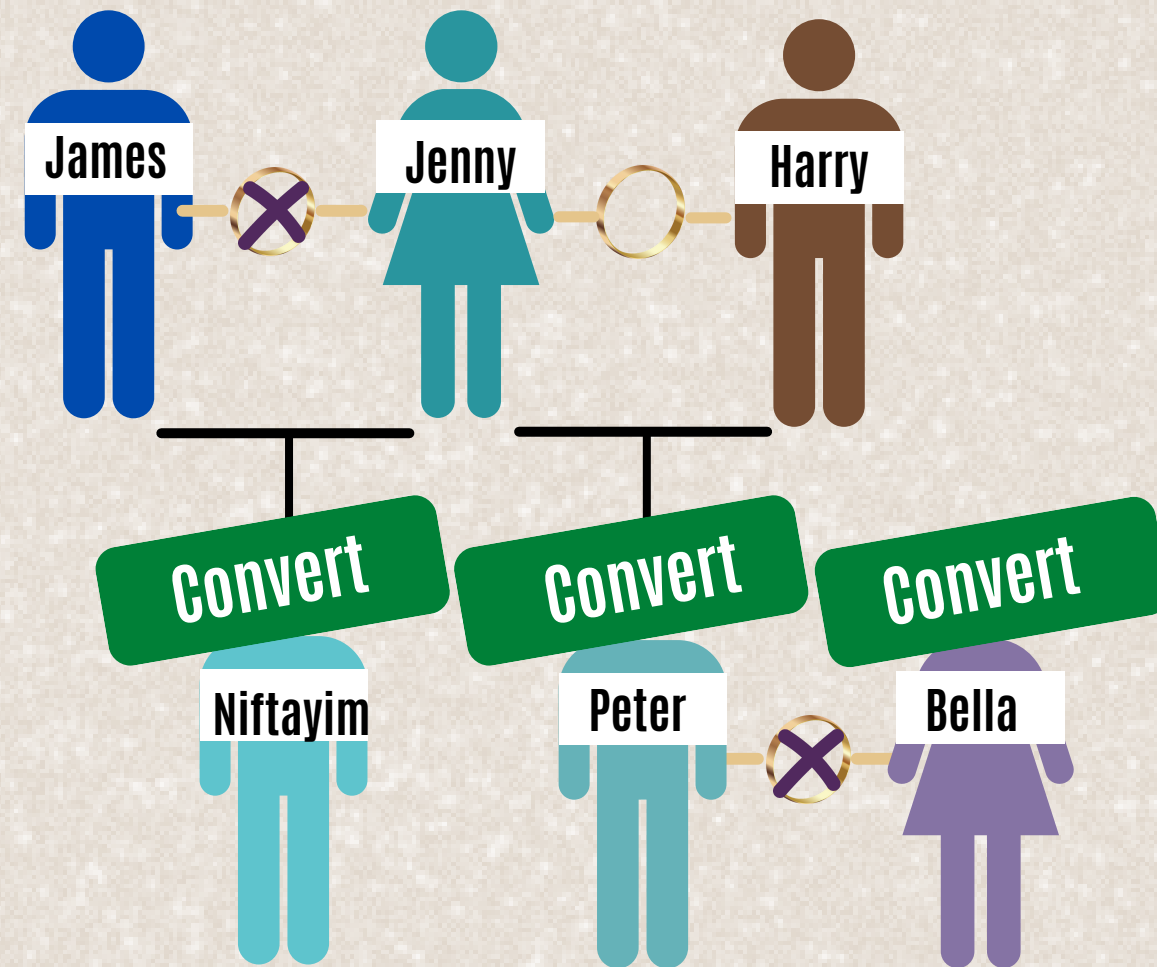 James
Jenny
Harry
Convert
Convert
Convert
Niftayim
Peter
Bella